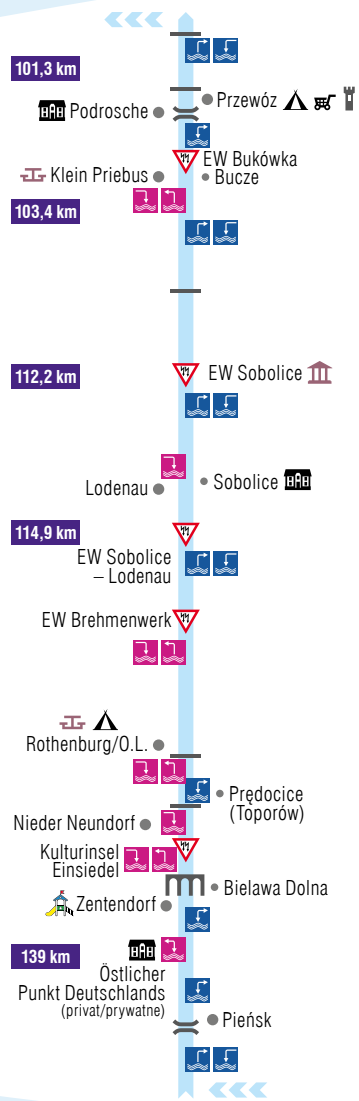 101,3 km
Przewóz
Podrosche
EW Bukówka
Klein Priebus
Bucze
103,4 km
112,2 km
EW Sobolice
Sobolice
Lodenau
114,9 km
EW Sobolice
– Lodenau
EW Brehmenwerk
Rothenburg/O.L.
Prędocice
(Toporów)
Nieder Neundorf
Kulturinsel
Einsiedel
Bielawa Dolna
Zentendorf
139 km
Östlicher
Punkt Deutschlands
(privat/prywatne)
Pieńsk